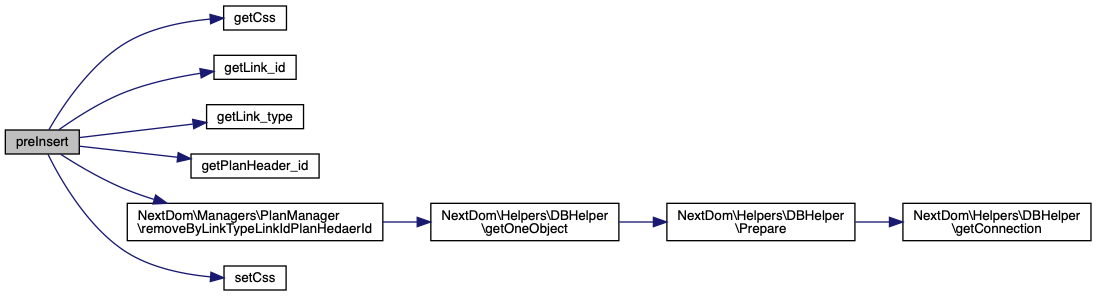 getCss
getLink_id
getLink_type
preInsert
getPlanHeader_id
NextDom\Managers\PlanManager
\removeByLinkTypeLinkIdPlanHedaerId
NextDom\Helpers\DBHelper
\getOneObject
NextDom\Helpers\DBHelper
\Prepare
NextDom\Helpers\DBHelper
\getConnection
setCss